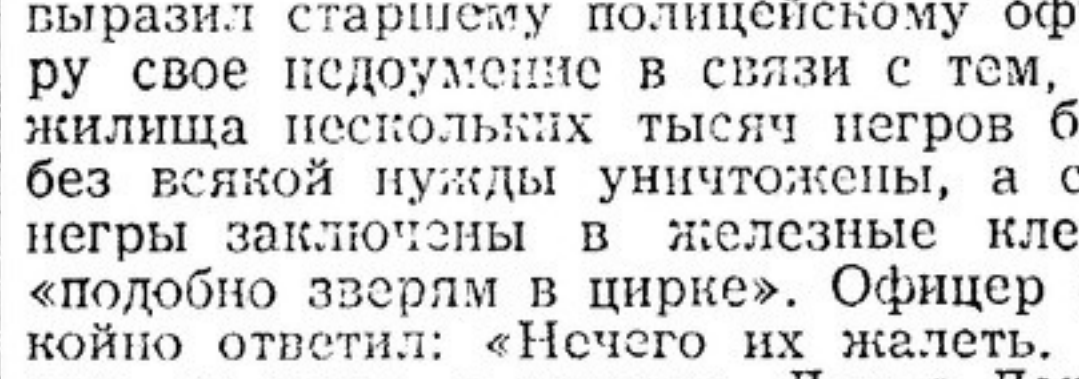 выразил старшему полицейскому оф
ру свое недоумение в связи с тем,
жилища нескольких тысяч негров б
без всякой нужды уничтожены, а с
негры заключены в железные кле
«подобно зверям в цирке». Офицер
койно ответил: «Нечего их жалеть.